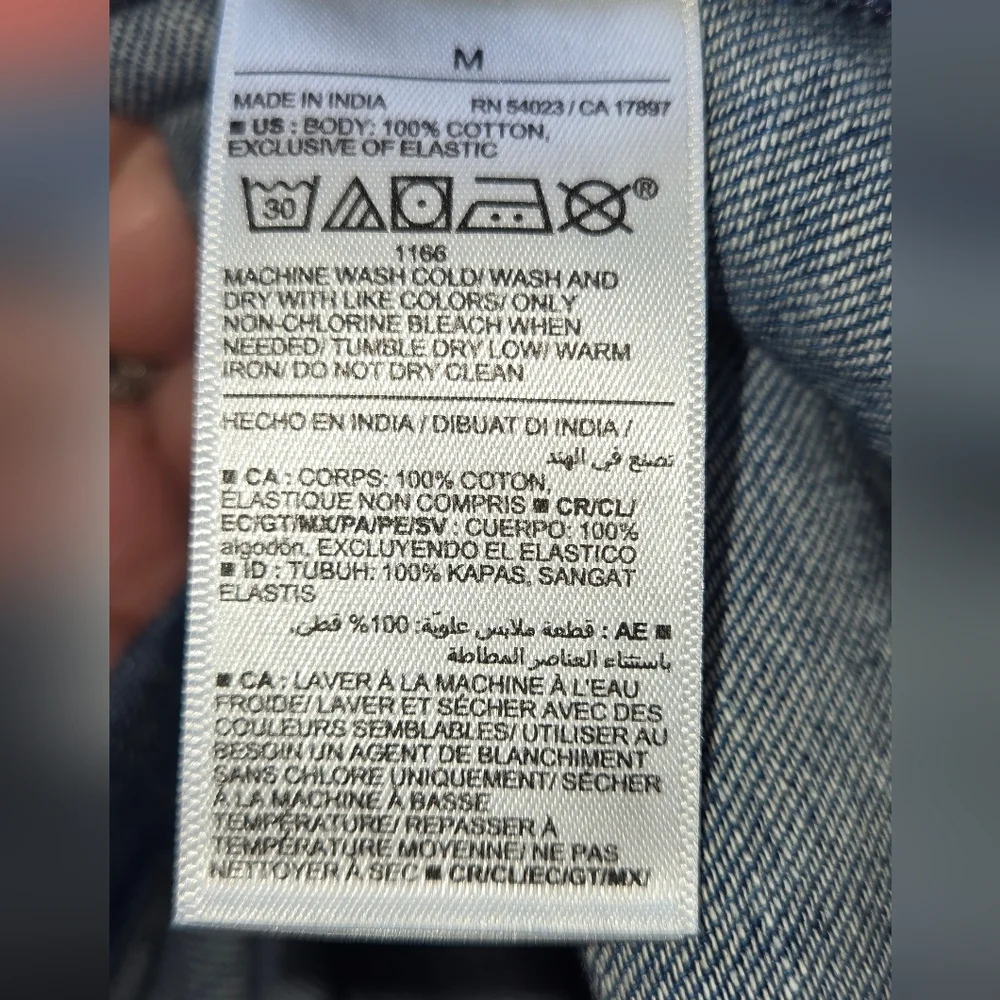 M
MADE IN INDIA RN 54023 / CA 17897
■ US : BODY: 100% COTTON,
EXCLUSIVE OF ELASTIC
30 ®
1166
MACHINE WASH COLD/ WASH AND
DRY WITH LIKE COLORS/ ONLY
NON-CHLORINE BLEACH WHEN
NEEDED/ TUMBLE DRY LOW/ WARM
IRON/ DO NOT DRY CLEAN
HECHO EN INDIA / DIBUAT DI INDIA /
تصنع في الهند
■ CA : CORPS: 100% COTON,
ÉLASTIQUE NON COMPRIS ■ CR/CL/
EC/GT/MX/PA/PE/SV : CUERPO: 100%
algodón, EXCLUYENDO EL ELASTICO
■ ID : TUBUH: 100% KAPAS, SANGAT
ELASTIS
■ AE : قطعة ملابس علويّة: 100% قطن،
باستثناء العناصر المطاطة
■ CA : LAVER À LA MACHINE À L'EAU
FROIDE/ LAVER ET SÉCHER AVEC DES
COULEURS SEMBLABLES/ UTILISER AU
BESOIN UN AGENT DE BLANCHIMENT
SANS CHLORE UNIQUEMENT/ SÉCHER
À LA MACHINE À BASSE
TEMPÉRATURE/ REPASSER À
TEMPÉRATURE MOYENNE/ NE PAS
NETTOYER À SEC ■ CR/CL/EC/GT/MX/